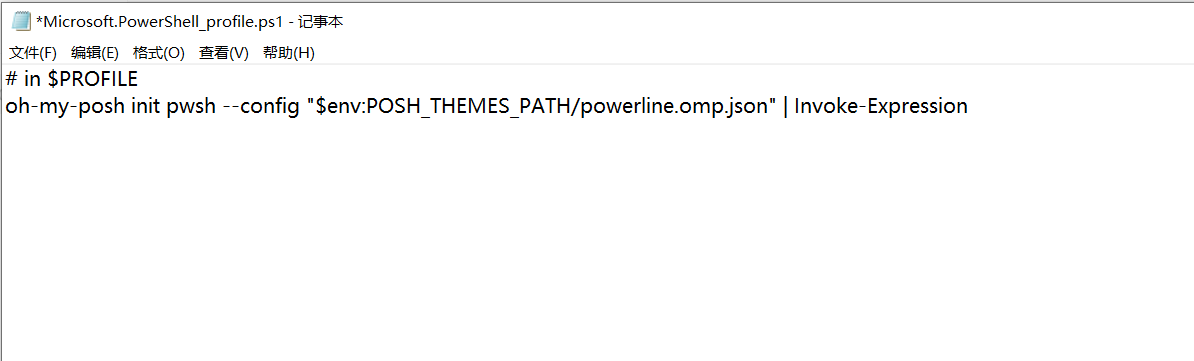 *Microsoft.PowerShell_profile.ps1 - 记事本
文件(F) 编辑(E) 格式(O) 查看(V) 帮助(H)
# in $PROFILE
oh-my-posh init pwsh --config "$env:POSH_THEMES_PATH/powerline.omp.json" | Invoke-Expression